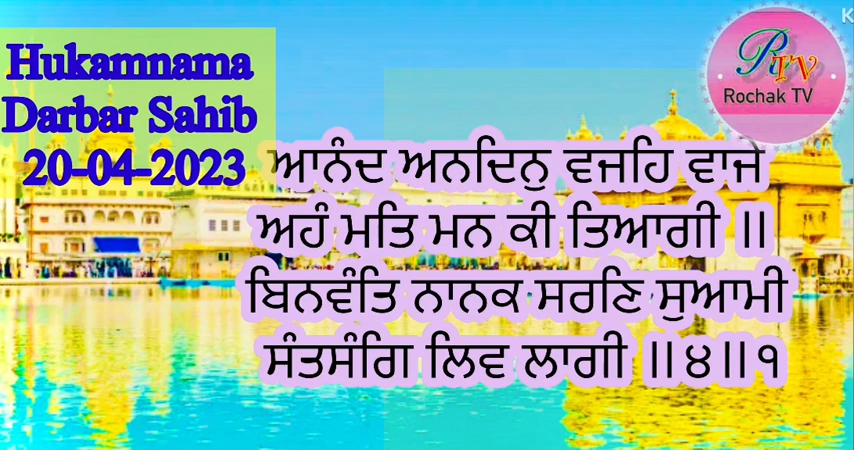 Hukamnama
Darbar Sahib
20-04-2023
K
RTV
Rochak TV
ਆਨੰਦ ਅਨਦਿਨੁ ਵਜਹਿ ਵਾਜੇ
ਅਹੰ ਮਤਿ ਮਨ ਕੀ ਤਿਆਗੀ ॥
ਬਿਨਵੰਤਿ ਨਾਨਕ ਸਰਣਿ ਸੁਆਮੀ
ਸੰਤਸੰਗਿ ਲਿਵ ਲਾਗੀ ॥੪॥੧